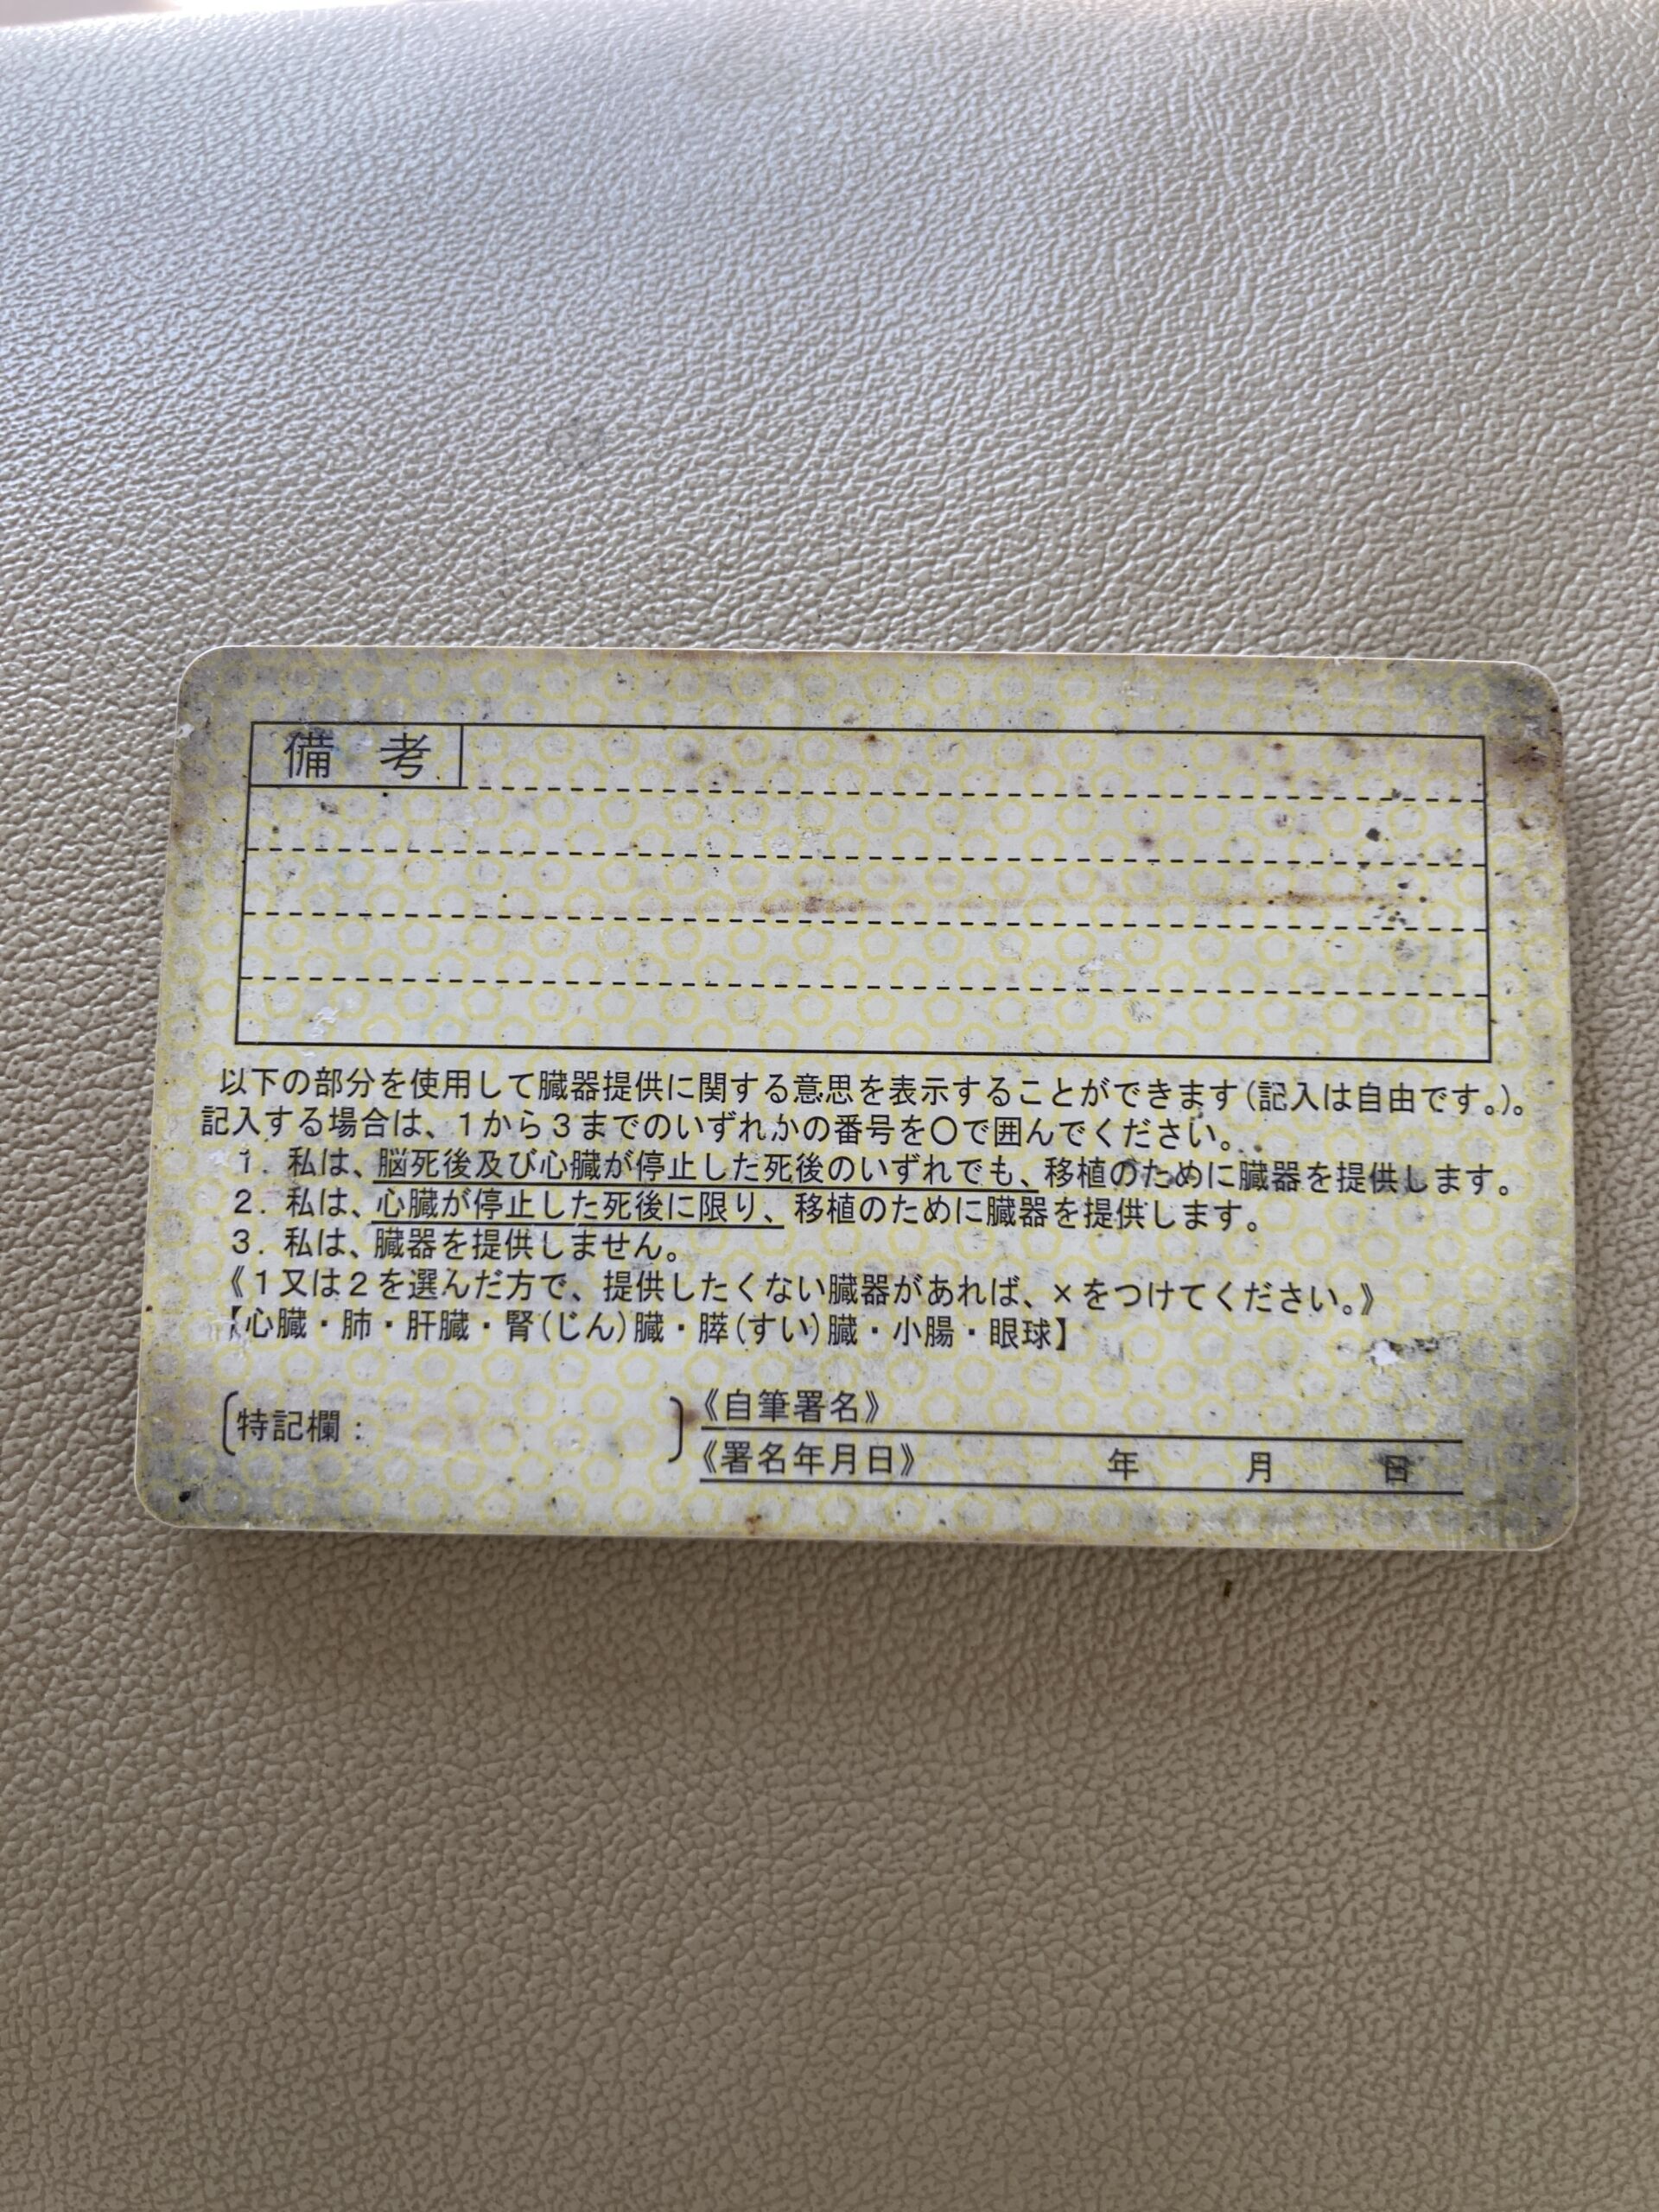 備 考
以下の部分を使用して臓器提供に関する意思を表示することができます(記入は自由です。)。
記入する場合は、1から3までのいずれかの番号を〇で囲んでください。
1. 私は、脳死後及び心臓が停止した死後のいずれでも、移植のために臓器を提供します。
2. 私は、心臓が停止した死後に限り、移植のために臓器を提供します。
3. 私は、臓器を提供しません。
《1又は2を選んだ方で、提供したくない臓器があれば、×をつけてください。》
【心臓・肺・肝臓・腎(じん)臓・膵(すい)臓・小腸・眼球】
〔特記欄: 〕
《自筆署名》
《署名年月日》 年 月 日